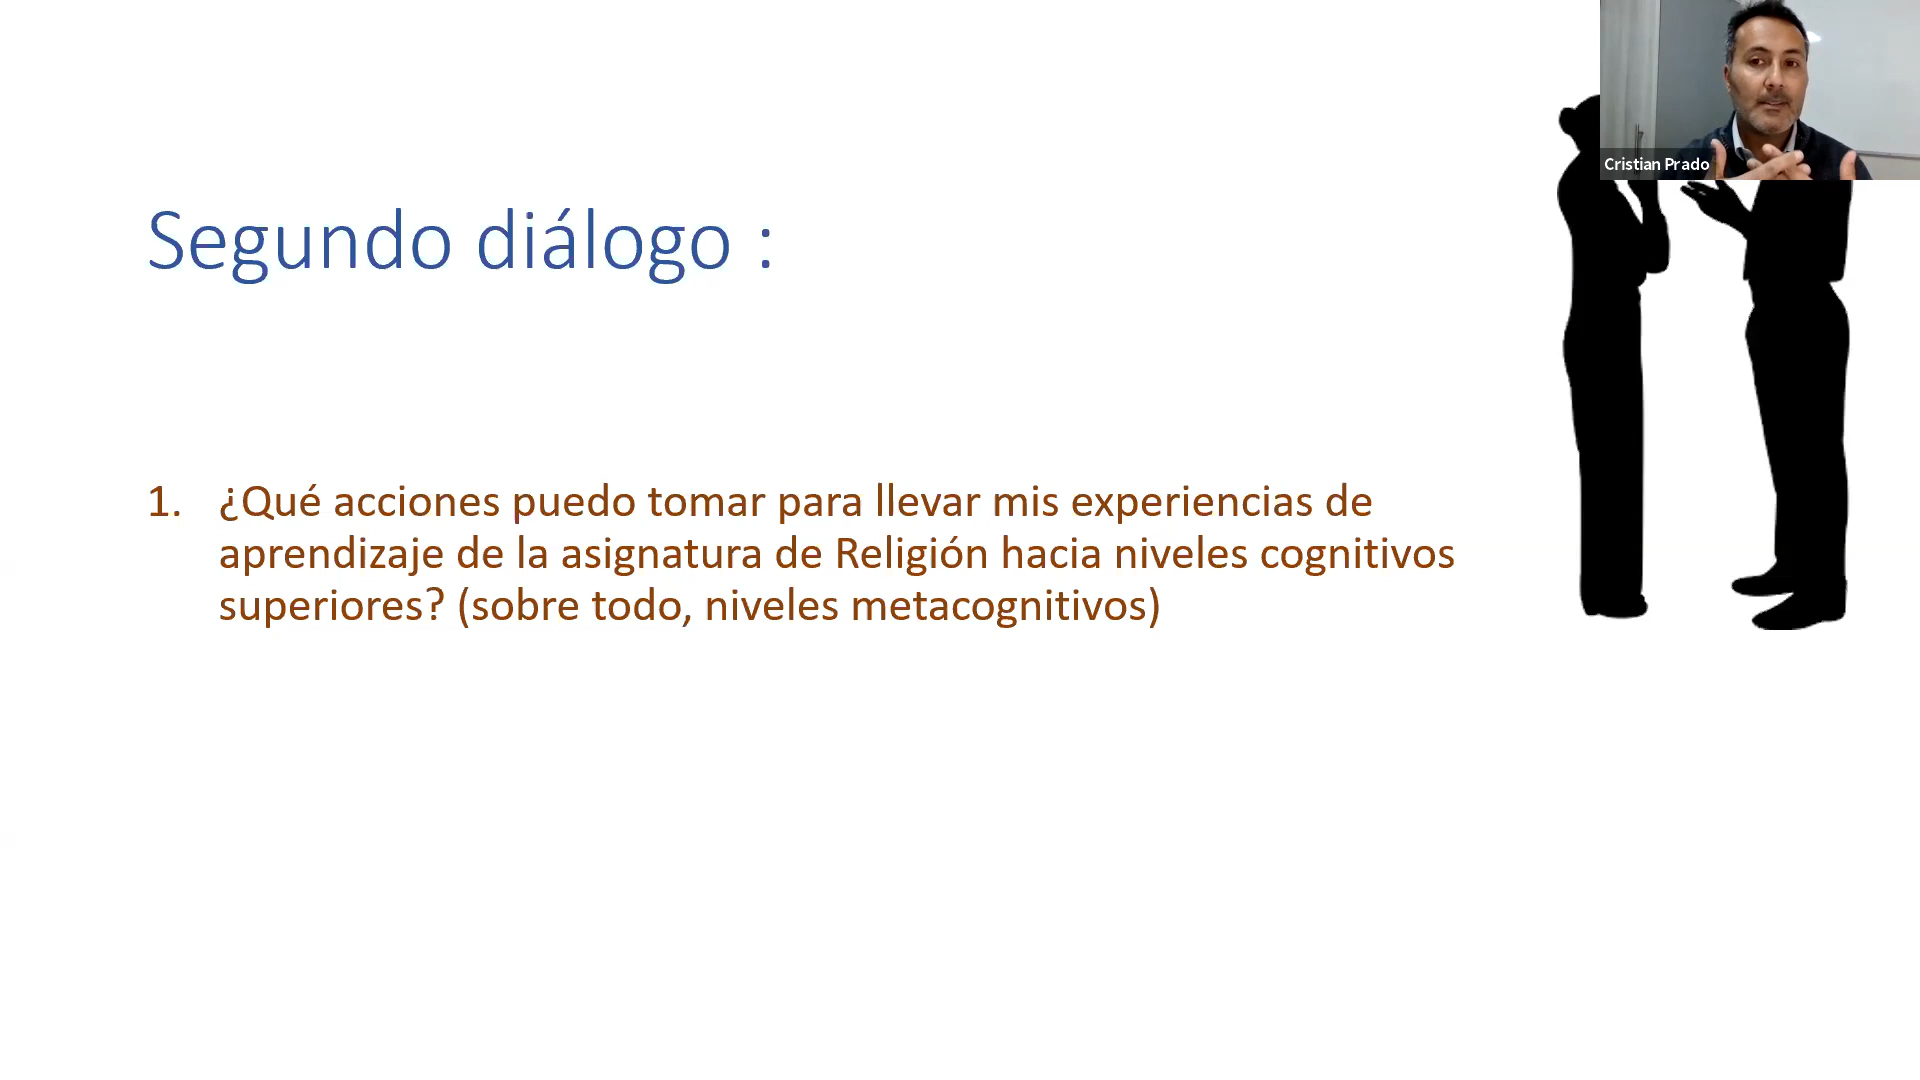 Cristian Prado
Segundo diálogo :
1. ¿Qué acciones puedo tomar para llevar mis experiencias de
aprendizaje de la asignatura de Religión hacia niveles cognitivos
superiores? (sobre todo, niveles metacognitivos)